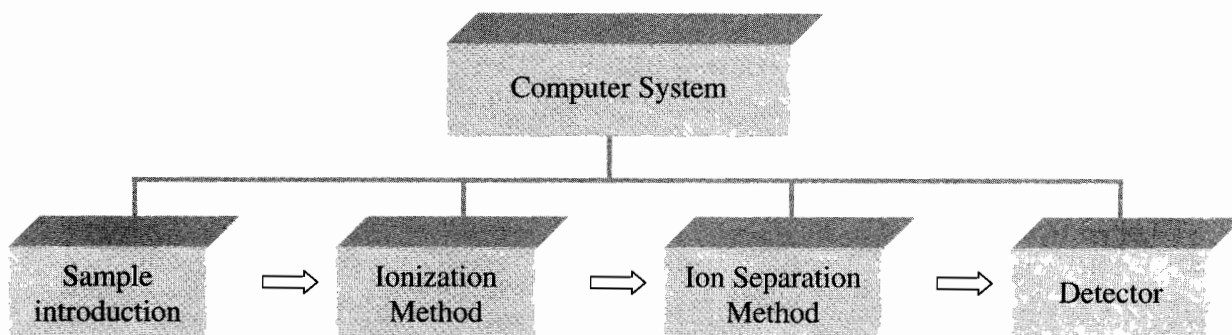 Computer System
Sample
introduction
Ionization
Method
Ion Separation
Method
Detector